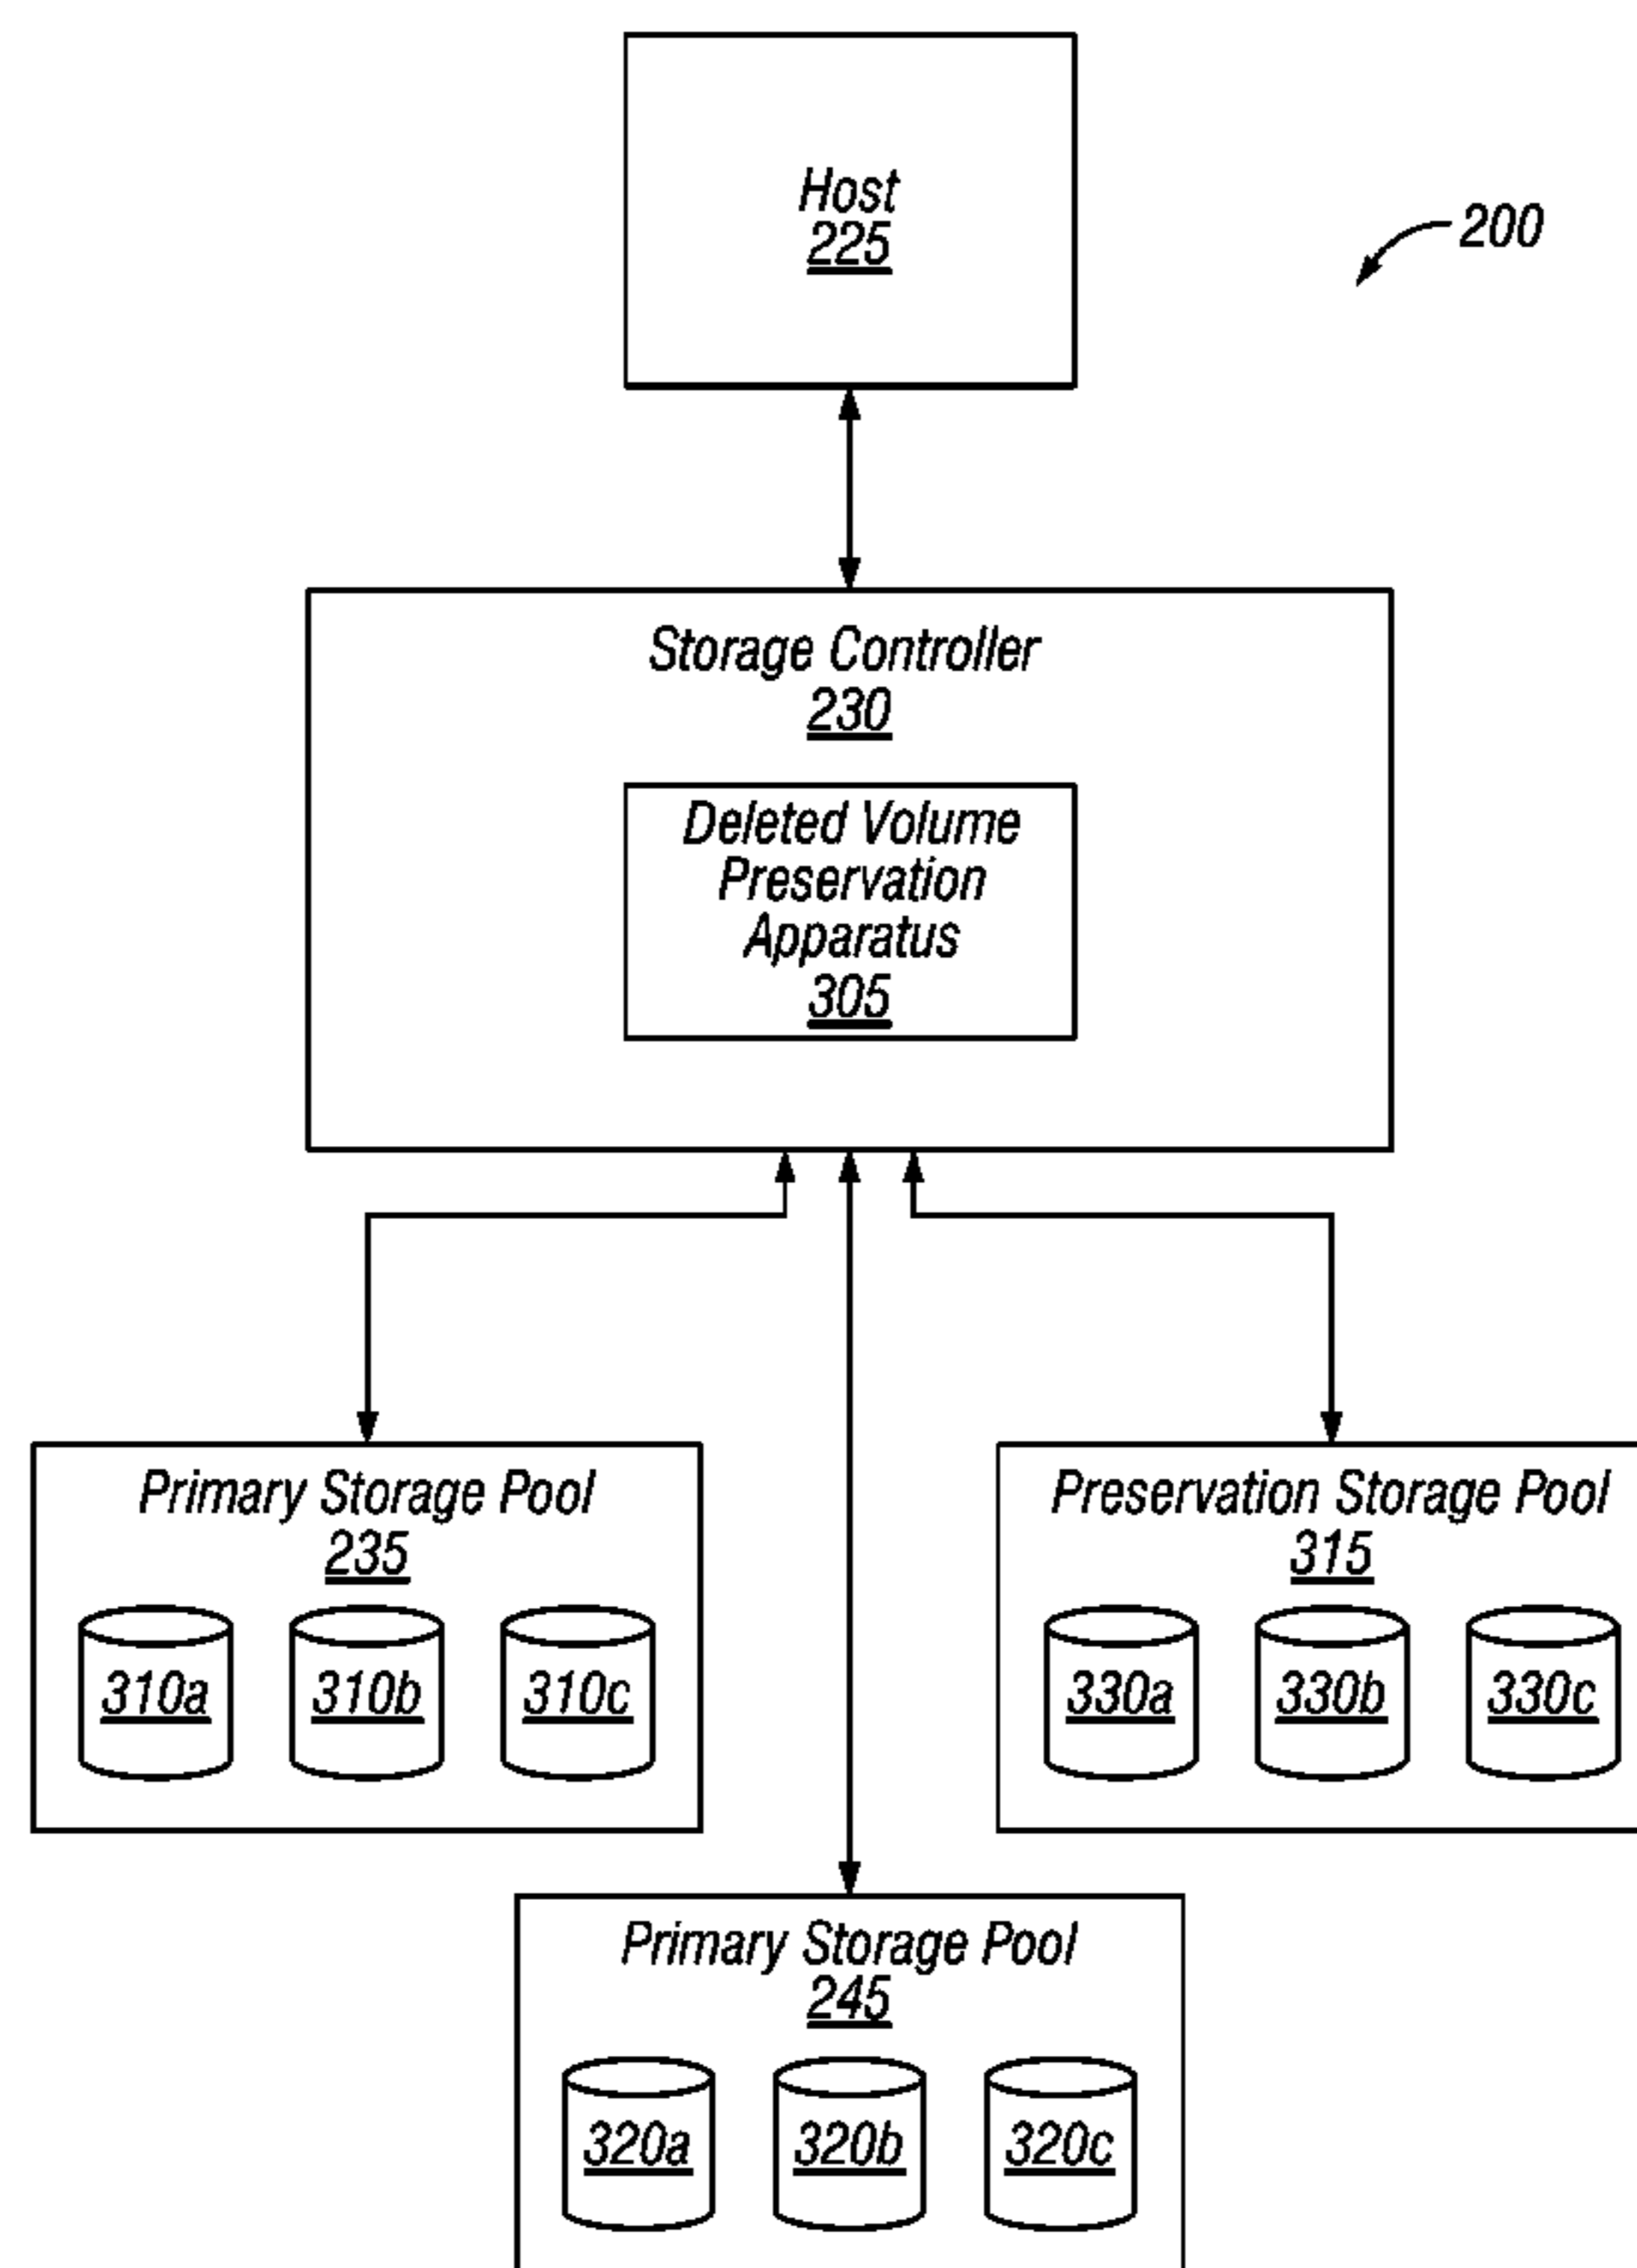 Host
225
200
Storage Controller
230
Deleted Volume
Preservation
Apparatus
305
Primary Storage Pool
235
310a 310b 310c
Preservation Storage Pool
315
330a 330b 330c
Primary Storage Pool
245
320a 320b 320c